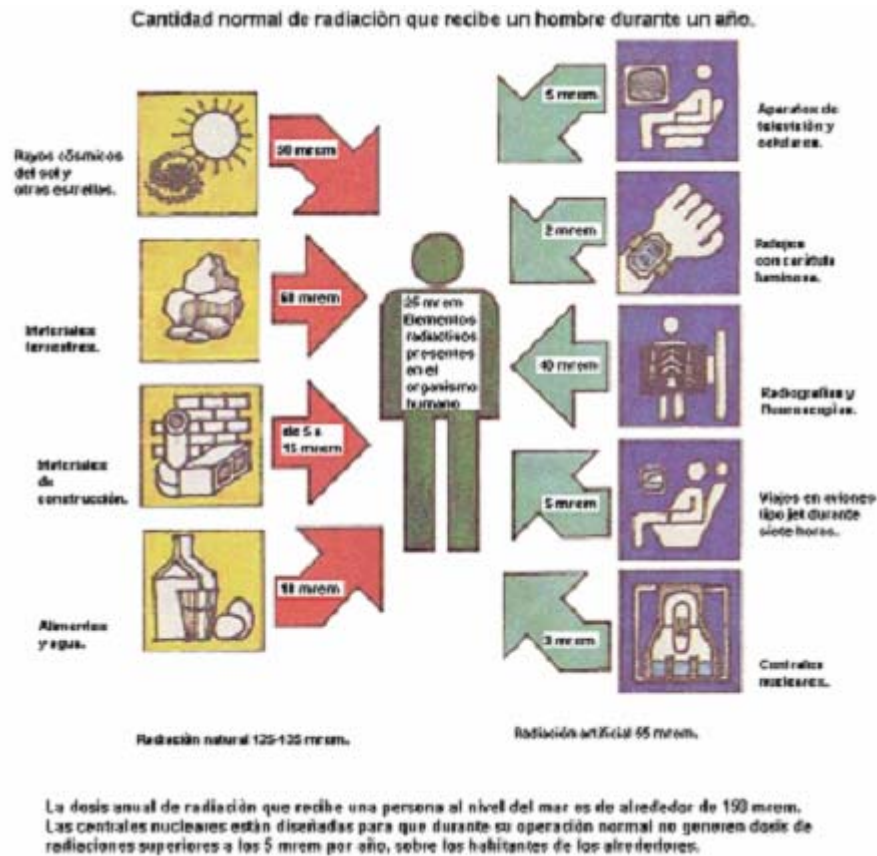 Cantidad normal de radiación que recibe un hombre durante un año.
Rayos cósmicos
del sol y
otras estrellas.
mrem
Materiales
terrestres.
mrem
Materiales
de
construcción.
de 5 a
15 mrem
Alimentos
y agua.
mrem
mrem
Elementos
radiactivos
presentes
en el
organismo
humano
5 mrem
Aparatos de
televisión y
celulares.
2 mrem
Relojes
con carátula
luminosa.
40 mrem
Radiografías y
fluoroscopias.
5 mrem
Viajes en aviones
tipo jet durante
siete horas.
3 mrem
Centrales
nucleares.
Radiación natural 125-135 mrem.
Radiación artificial 55 mrem.
La dosis anual de radiación que recibe una persona al nivel del mar es de alrededor de mrem.
Las centrales nucleares están diseñadas para que durante su operación normal no generen dosis de
radiaciones superiores a los 5 mrem por año, sobre los habitantes de los alrededores.